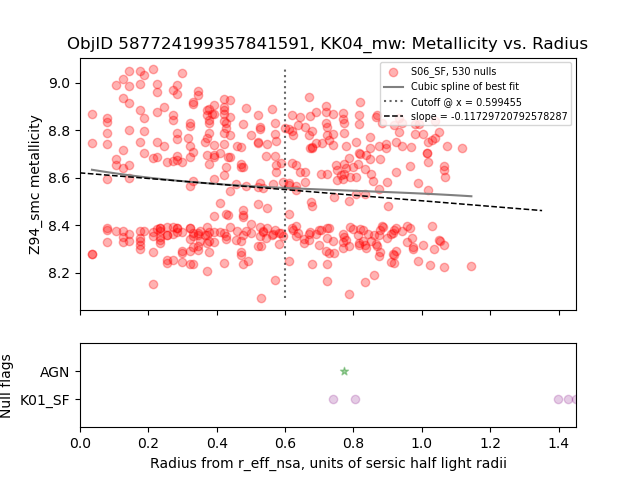 ObjID 587724199357841591, KK04_mw: Metallicity vs. Radius
S06_SF, 530 nulls
Cubic spline of best fit
Cutoff @ x = 0.599455
slope = -0.11729720792578287
Z94_smc metallicity
9.0
8.8
8.6
8.4
8.2
Null flags
AGN
K01_SF
0.0 0.2 0.4 0.6 0.8 1.0 1.2 1.4
Radius from r_eff_nsa, units of sersic half light radii